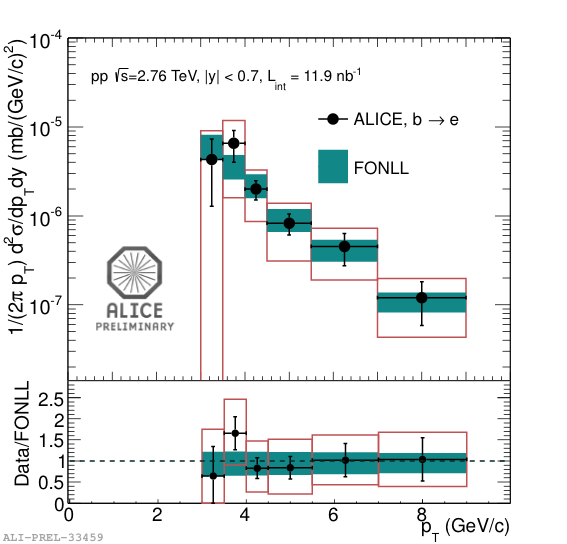 10^-4
pp √s=2.76 TeV, |y| < 0.7, L_int = 11.9 nb^-1
ALICE, b → e
FONLL
10^-5
10^-6
10^-7
1/(2π p_T) d^2σ/dp_Tdy (mb/(GeV/c)^2)
ALICE
PRELIMINARY
Data/FONLL
2.5
2
1.5
1
0.5
0
0 2 4 6 8
p_T (GeV/c)
ALI-PREL-33459